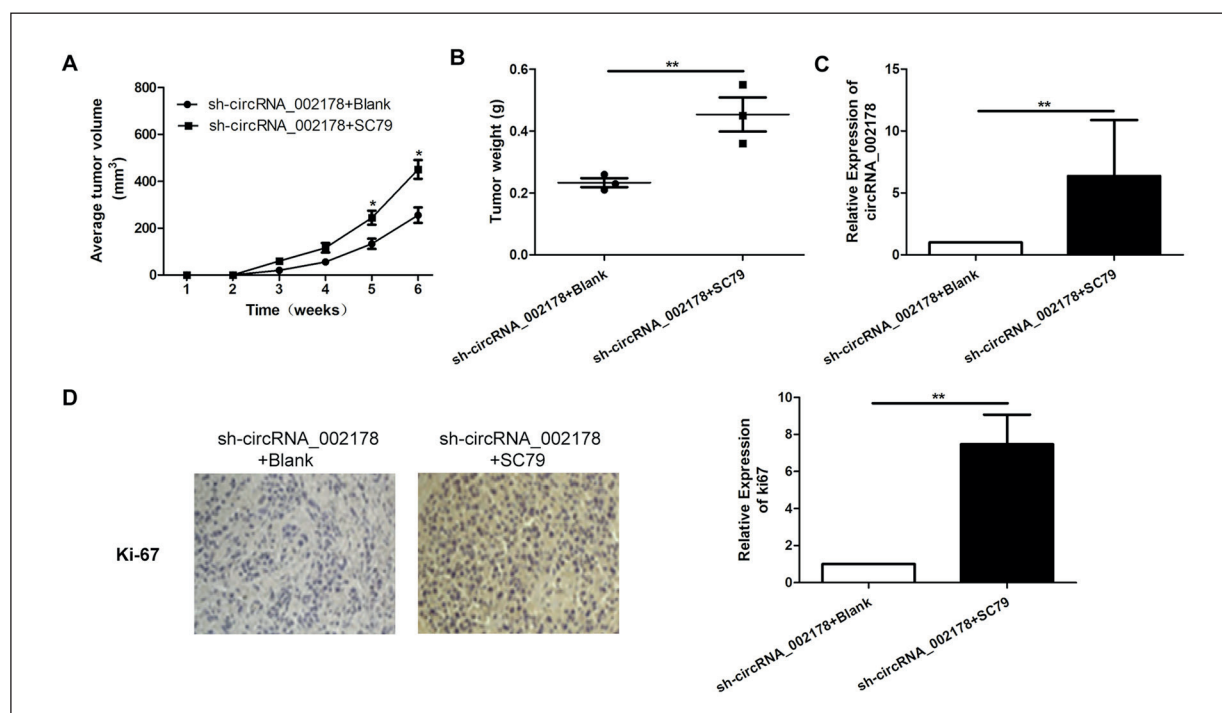 A
Average tumor volume
(mm³)
800
600
400
200
0
sh-circRNA_002178+Blank
sh-circRNA_002178+SC79
*
*
1 2 3 4 5 6
Time (weeks)
B
Tumor weight (g)
0.6
0.4
0.2
0.0
**
sh-circRNA_002178+Blank
sh-circRNA_002178+SC79
C
Relative Expression of
circRNA_002178
15
10
5
0
**
sh-circRNA_002178+Blank
sh-circRNA_002178+SC79
D
sh-circRNA_002178
+Blank
sh-circRNA_002178
+SC79
Ki-67
Relative Expression
of ki67
10
8
6
4
2
0
**
sh-circRNA_002178+Blank
sh-circRNA_002178+SC79